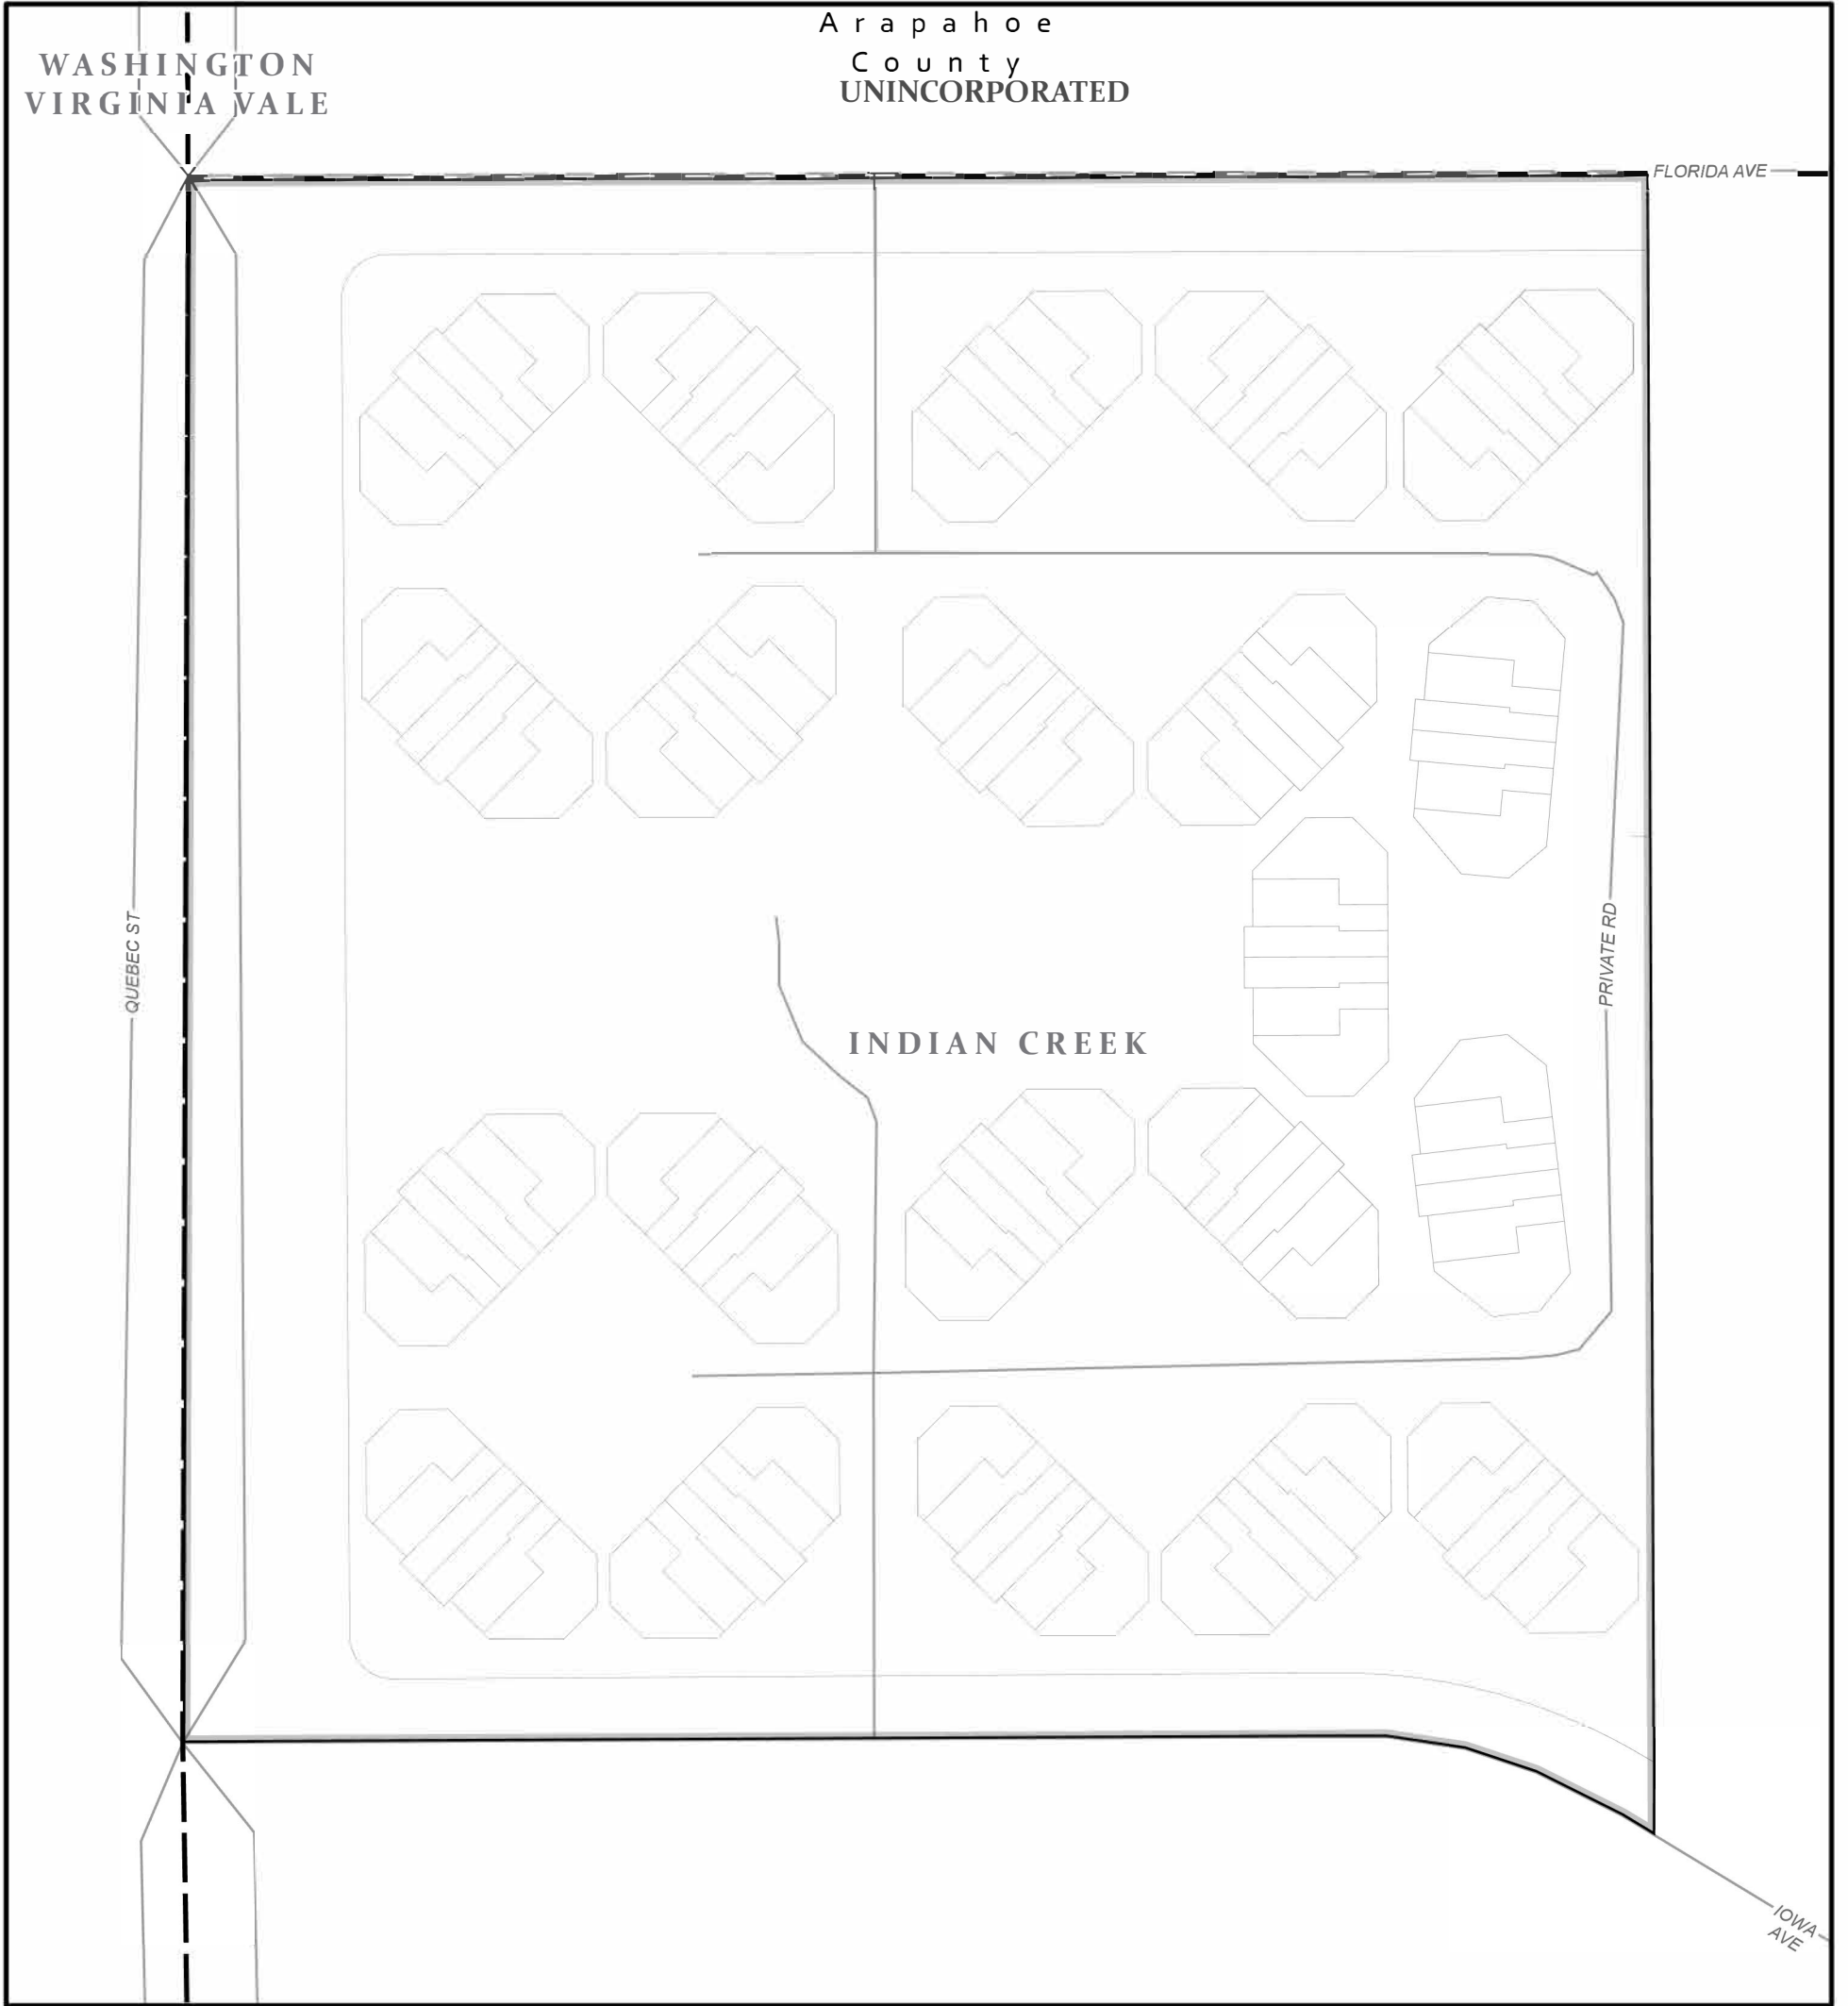 Arapahoe
County
UNINCORPORATED
WASHINGTON
VIRGINIA VALE
FLORIDA AVE
QUEBEC ST
PRIVATE RD
INDIAN CREEK
IOWA
AVE